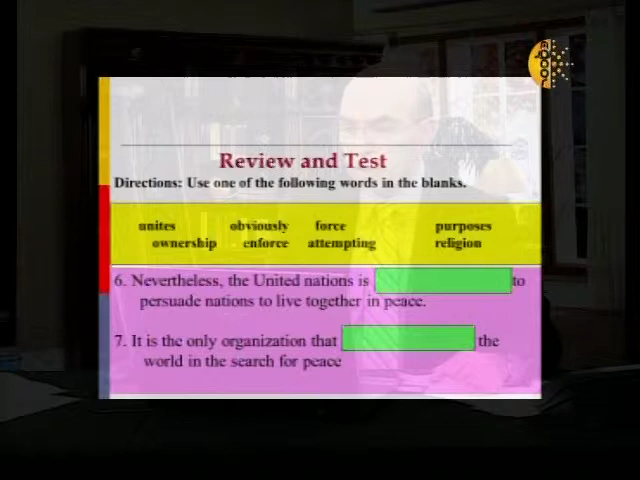 Review and Test
Directions: Use one of the following words in the blanks.
unites obviously force purposes
ownership enforce attempting religion
6. Nevertheless, the United nations is to
persuade nations to live together in peace.
7. It is the only organization that the
world in the search for peace